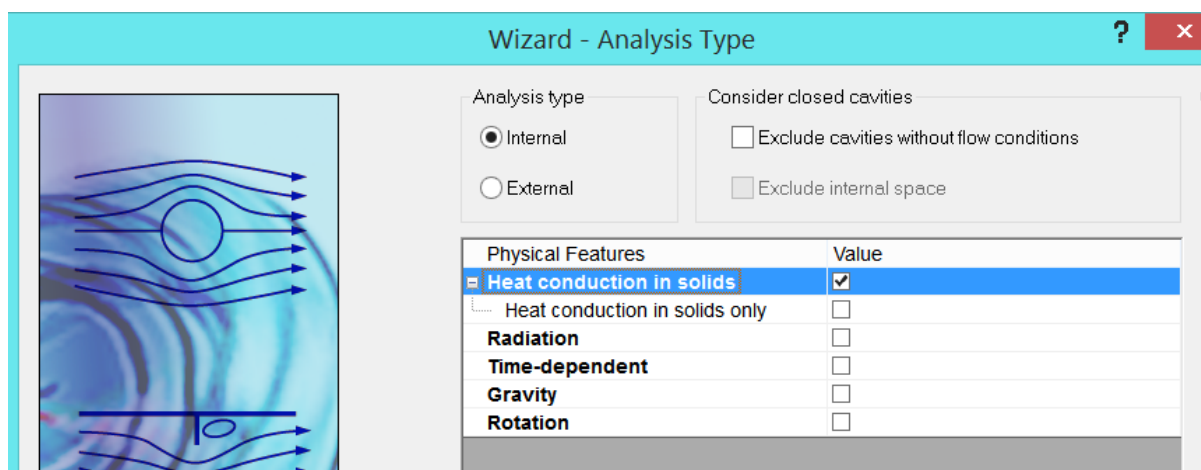 Wizard - Analysis Type
?
Analysis type
Internal
External
Consider closed cavities
Exclude cavities without flow conditions
Exclude internal space
Physical Features Value
Heat conduction in solids
Heat conduction in solids only
Radiation
Time-dependent
Gravity
Rotation